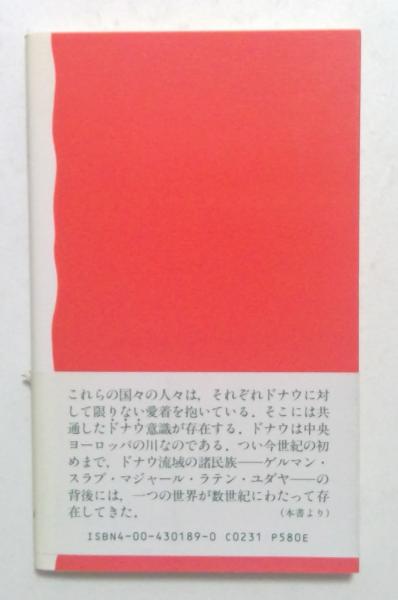 これらの国々の人々は，それぞれドナウに対
して限りない愛着を抱いている．そこには共
通したドナウ意識が存在する．ドナウは中央
ヨーロッパの川なのである．つい今世紀の初
めまで，ドナウ流域の諸民族——ゲルマン・
スラブ・マジャール・ラテン・ユダヤ——の
背後には，一つの世界が数世紀にわたって存
在してきた．（本書より）
ISBN4-00-430189-0 C0231 P580E